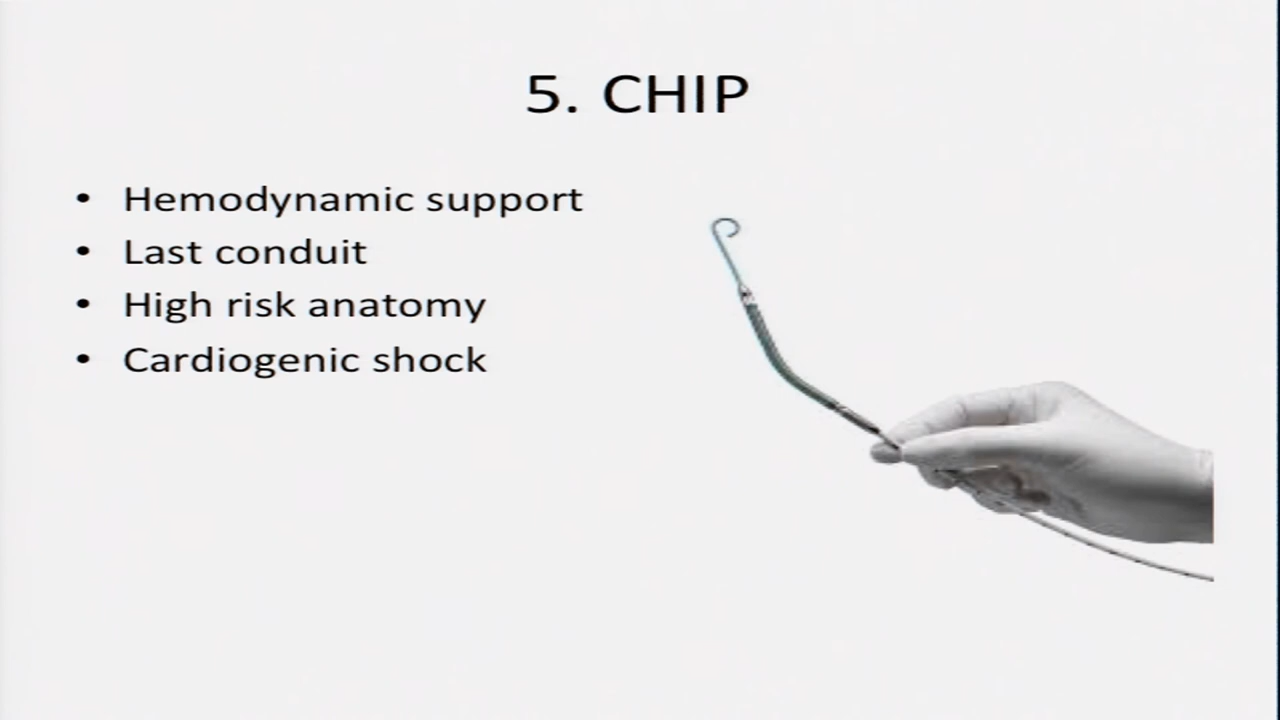 5. CHIP
• Hemodynamic support
• Last conduit
• High risk anatomy
• Cardiogenic shock